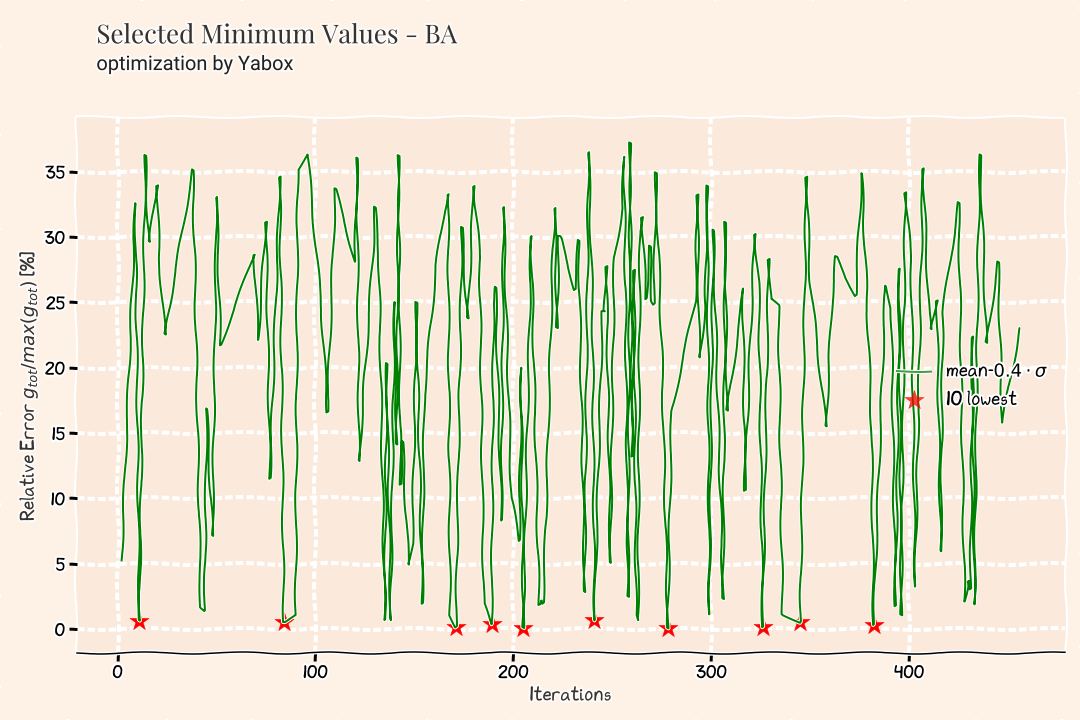 Selected Minimum Values - BA
optimization by Yabox
Relative Error g_tot/max(g_tot) [%]
35
30
25
20
15
10
5
0
mean-0.4 · σ
10 lowest
0 100 200 300 400
Iterations